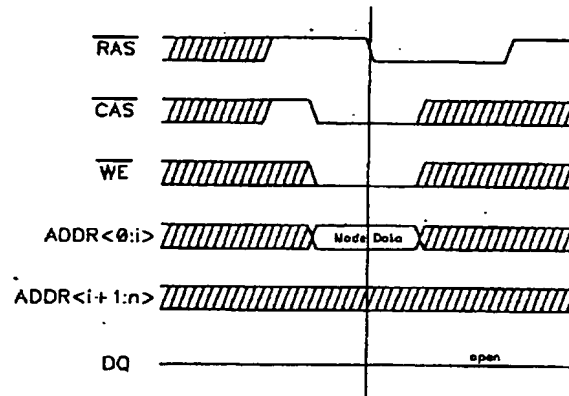 RAS
CAS
WE
ADDR<0:i>
Mode Data
ADDR<i+1:n>
DQ
open